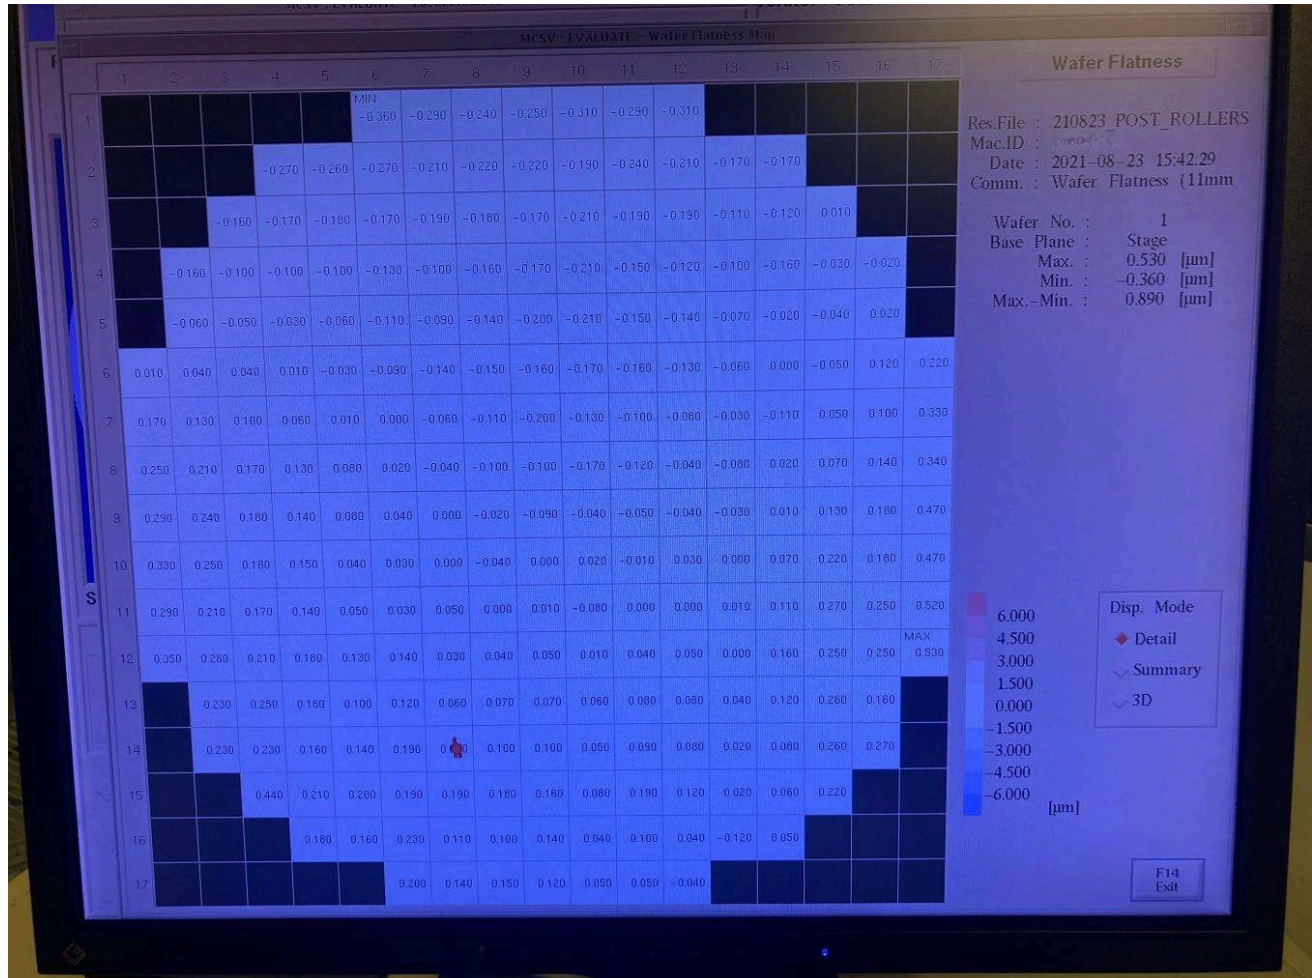 MCSV : EVALUATE - Wafer Flatness Map
1 2 3 4 5 6 7 8 9 10 11 12 13 14 15 16 17
MIN
1 -0.360 -0.290 -0.240 -0.250 -0.310 -0.290 -0.310
2 -0.270 -0.260 -0.270 -0.210 -0.220 -0.220 -0.190 -0.240 -0.210 -0.170 -0.170
3 -0.160 -0.170 -0.180 -0.170 -0.190 -0.180 -0.170 -0.210 -0.190 -0.190 -0.110 -0.120 0.010
4 -0.160 -0.100 -0.100 -0.100 -0.130 -0.100 -0.160 -0.170 -0.210 -0.150 -0.120 -0.100 -0.160 -0.030 -0.020
5 -0.060 -0.050 -0.030 -0.060 -0.110 -0.090 -0.140 -0.200 -0.210 -0.150 -0.140 -0.070 -0.020 -0.040 0.020
6 0.010 0.040 0.040 0.010 -0.030 -0.090 -0.140 -0.150 -0.160 -0.170 -0.160 -0.130 -0.060 0.000 -0.050 0.120 0.220
7 0.170 0.130 0.100 0.060 0.010 0.000 -0.060 -0.110 -0.200 -0.130 -0.100 -0.080 -0.030 -0.110 0.050 0.100 0.330
8 0.250 0.210 0.170 0.130 0.080 0.020 -0.040 -0.100 -0.100 -0.170 -0.120 -0.040 -0.080 0.020 0.070 0.140 0.340
9 0.290 0.240 0.180 0.140 0.080 0.040 0.000 -0.020 -0.090 -0.040 -0.050 -0.040 -0.030 0.010 0.130 0.180 0.470
10 0.330 0.250 0.180 0.150 0.040 0.030 0.000 -0.040 0.000 0.020 -0.010 0.030 0.000 0.070 0.220 0.180 0.470
11 0.290 0.210 0.170 0.140 0.050 0.030 0.050 0.000 0.010 -0.080 0.000 0.000 0.010 0.110 0.270 0.250 0.520
MAX
12 0.350 0.280 0.210 0.160 0.130 0.140 0.030 0.040 0.050 0.010 0.040 0.050 0.000 0.160 0.250 0.250 0.530
13 0.230 0.250 0.180 0.100 0.120 0.060 0.070 0.070 0.060 0.080 0.080 0.040 0.120 0.260 0.160
14 0.230 0.230 0.160 0.140 0.190 0.100 0.100 0.050 0.090 0.080 0.020 0.080 0.260 0.270
15 0.440 0.210 0.200 0.190 0.190 0.180 0.160 0.080 0.190 0.120 0.020 0.060 0.220
16 0.180 0.160 0.230 0.110 0.100 0.140 0.040 0.100 0.040 -0.120 0.050
17 0.200 0.140 0.150 0.120 0.050 0.050 -0.040
Wafer Flatness
Res.File : 210823_POST_ROLLERS
Mac.ID :
Date : 2021-08-23 15:42:29
Comm. : Wafer Flatness (11mm
Wafer No. : 1
Base Plane : Stage
Max. : 0.530 [µm]
Min. : -0.360 [µm]
Max.-Min. : 0.890 [µm]
6.000
4.500
3.000
1.500
0.000
-1.500
-3.000
-4.500
-6.000
[µm]
Disp. Mode
Detail
Summary
3D
F14
Exit